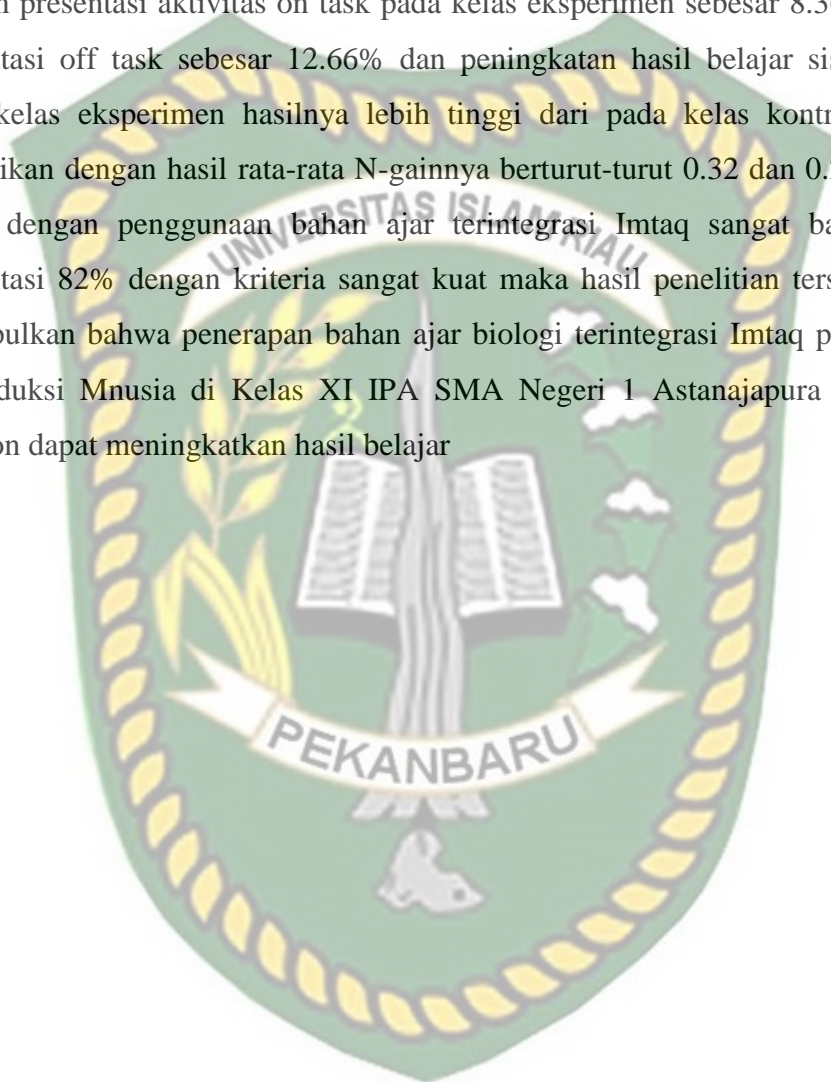 presentasi aktivitas on task pada kelas eksperimen sebesar 8.3
tasi off task sebesar 12.66% dan peningkatan hasil belajar sis
kelas eksperimen hasilnya lebih tinggi dari pada kelas kontr
ikan dengan hasil rata-rata N-gainnya berturut-turut 0.32 dan 0.
dengan penggunaan bahan ajar terintegrasi Imtaq sangat ba
tasi 82% dengan kriteria sangat kuat maka hasil penelitian ters
pulkan bahwa penerapan bahan ajar biologi terintegrasi Imtaq p
duksi Mnusia di Kelas XI IPA SMA Negeri 1 Astanajapura
on dapat meningkatkan hasil belajar
UNIVERSITAS ISLAM RIAU
PEKANBARU